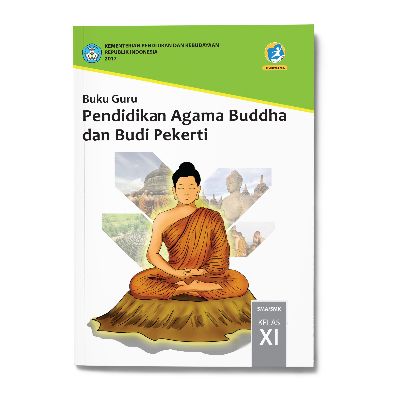 KEMENTERIAN PENDIDIKAN DAN KEBUDAYAAN
REPUBLIK INDONESIA
2017
Buku Guru
Pendidikan Agama Buddha
dan Budi Pekerti
SMA/SMK
KELAS
XI